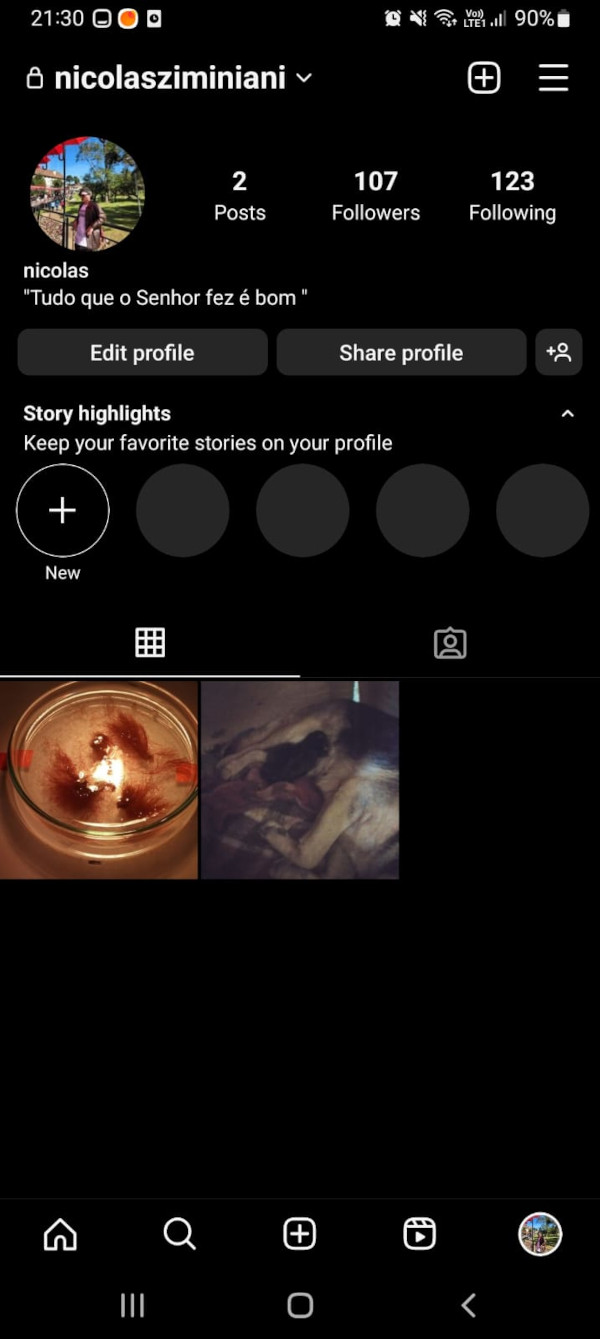 21:30 Vo)) LTE1 90%
nicolasziminiani
2 107 123
Posts Followers Following
nicolas
"Tudo que o Senhor fez é bom "
Edit profile Share profile
Story highlights
Keep your favorite stories on your profile
New